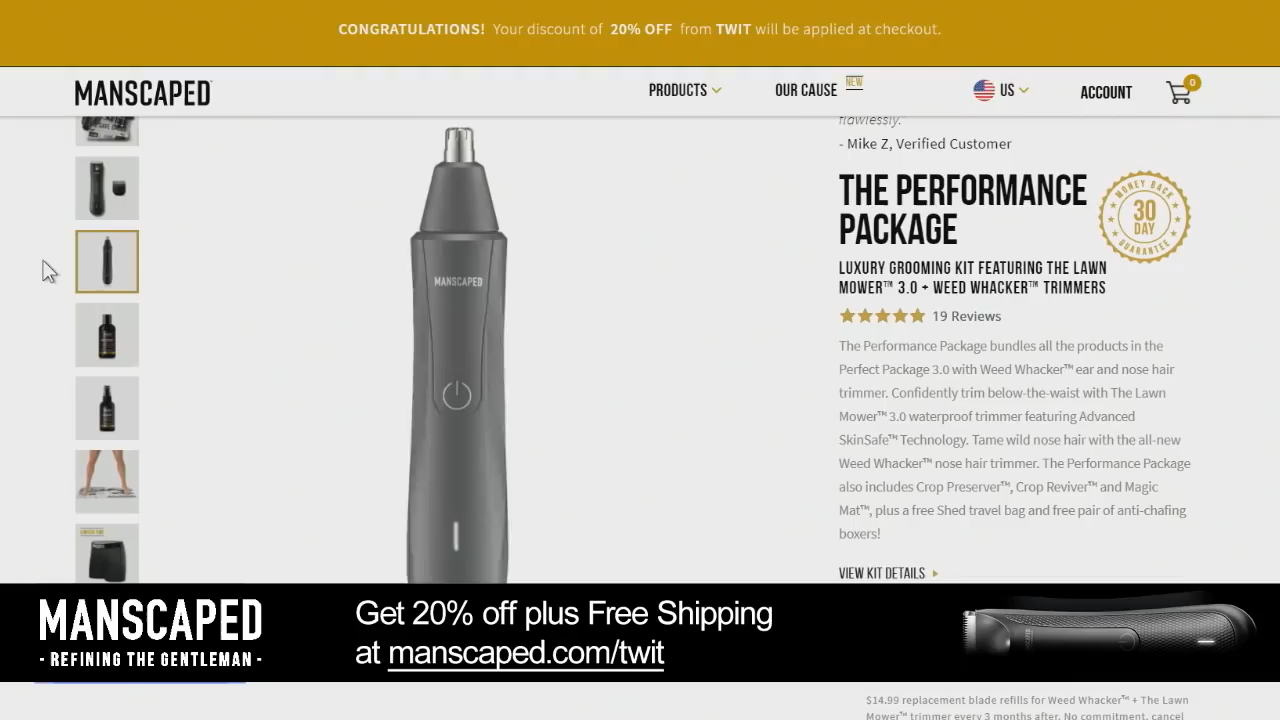 CONGRATULATIONS! Your discount of 20% OFF from TWIT will be applied at checkout.
MANSCAPED
PRODUCTS
OUR CAUSE NEW
US
ACCOUNT
0
flawlessly."
- Mike Z, Verified Customer
THE PERFORMANCE
PACKAGE
MONEY BACK
30
DAY
GUARANTEE
LUXURY GROOMING KIT FEATURING THE LAWN
MOWER™ 3.0 + WEED WHACKER™ TRIMMERS
19 Reviews
The Performance Package bundles all the products in the
Perfect Package 3.0 with Weed Whacker™ ear and nose hair
trimmer. Confidently trim below-the-waist with The Lawn
Mower™ 3.0 waterproof trimmer featuring Advanced
SkinSafe™ Technology. Tame wild nose hair with the all-new
Weed Whacker™ nose hair trimmer. The Performance Package
also includes Crop Preserver™, Crop Reviver™ and Magic
Mat™, plus a free Shed travel bag and free pair of anti-chafing
boxers!
VIEW KIT DETAILS
MANSCAPED
MANSCAPED
- REFINING THE GENTLEMAN -
Get 20% off plus Free Shipping
at manscaped.com/twit
$14.99 replacement blade refills for Weed Whacker™ + The Lawn
Mower™ trimmer every 3 months after. No commitment, cancel